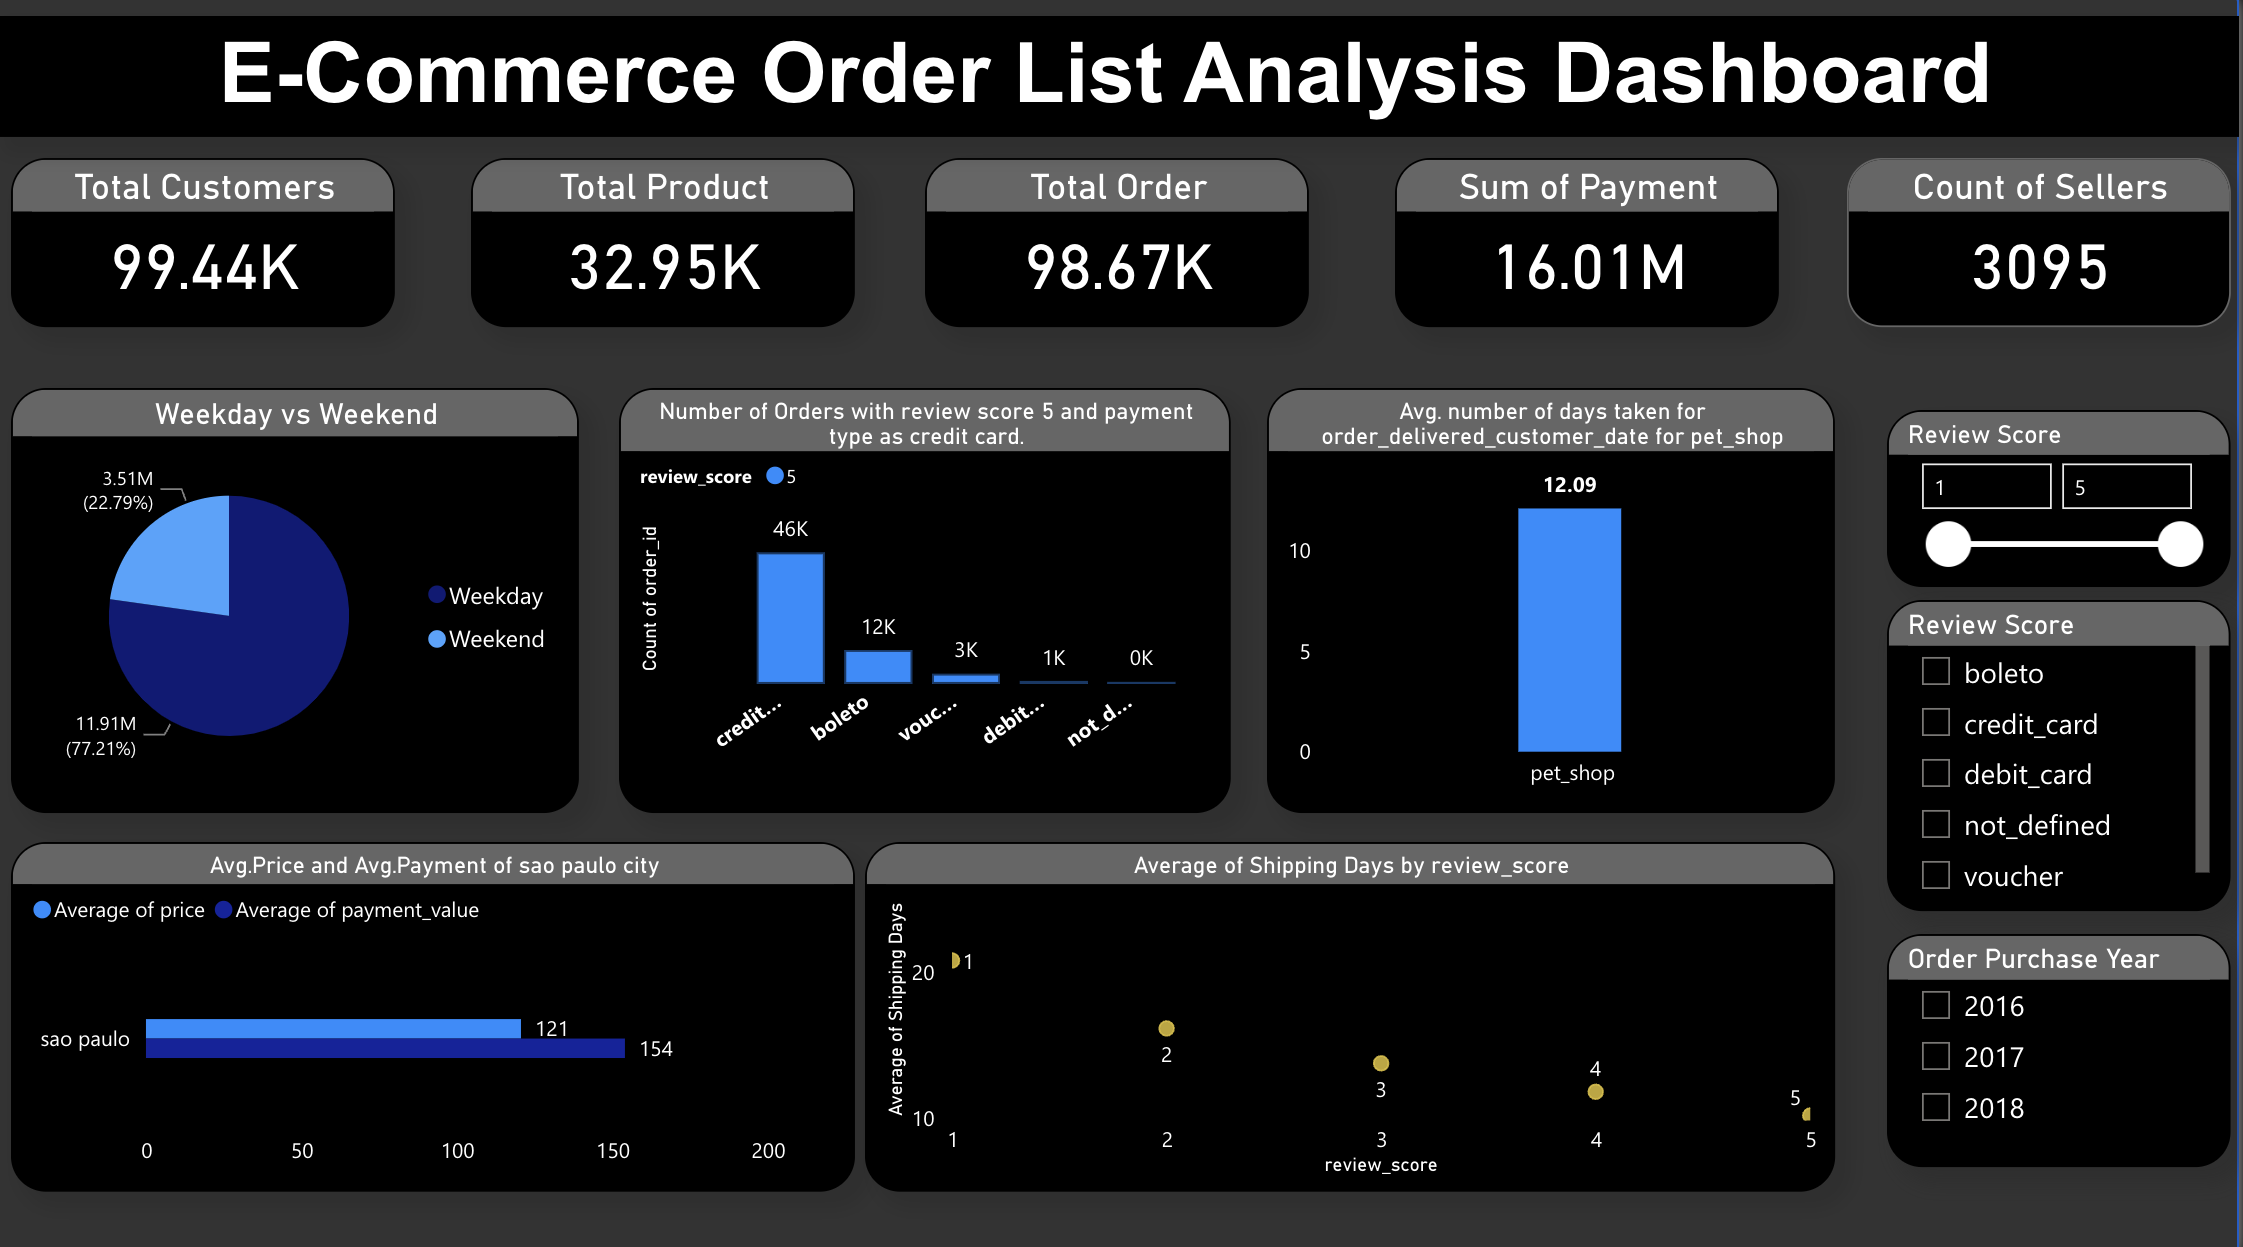 E-Commerce Order List Analysis Dashboard
Total Customers
99.44K
Total Product
32.95K
Total Order
98.67K
Sum of Payment
16.01M
Count of Sellers
3095
Weekday vs Weekend
3.51M
(22.79%)
11.91M
(77.21%)
Weekday
Weekend
Number of Orders with review score 5 and payment
type as credit card.
review_score 5
Count of order_id
46K
12K
3K
1K
0K
credit...
boleto
vouc...
debit...
not_d...
Avg. number of days taken for
order_delivered_customer_date for pet_shop
12.09
10
5
0
pet_shop
Review Score
1 5
Review Score
boleto
credit_card
debit_card
not_defined
voucher
Order Purchase Year
2016
2017
2018
Avg.Price and Avg.Payment of sao paulo city
Average of price Average of payment_value
sao paulo
121
154
0 50 100 150 200
Average of Shipping Days by review_score
Average of Shipping Days
20
10
1
2
3
4
5
1 2 3 4 5
review_score